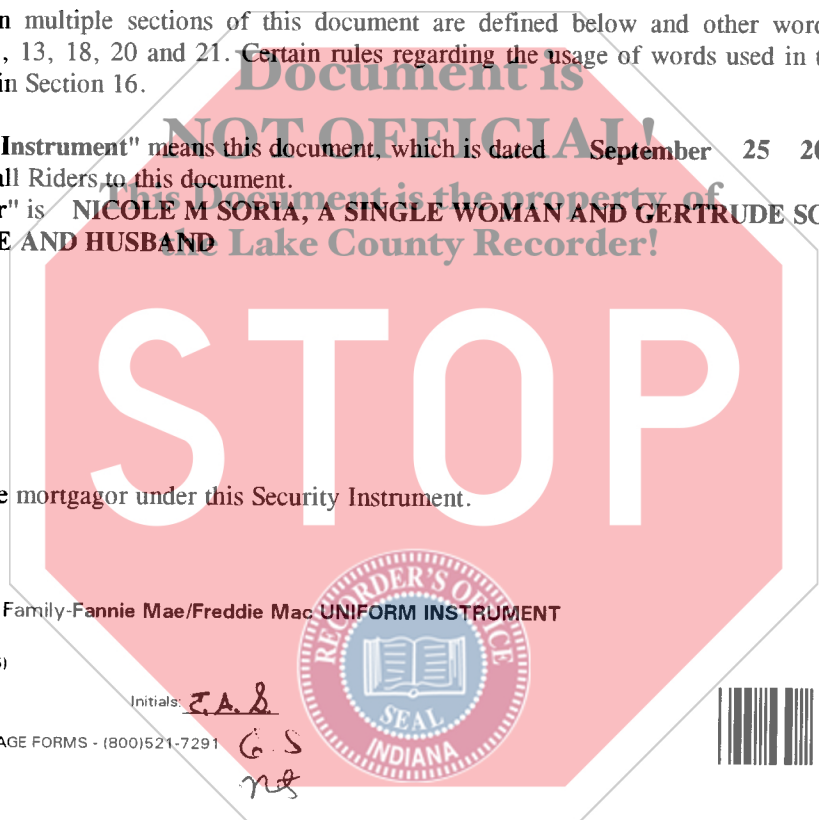 n multiple sections of this document are defined below and other word
, 13, 18, 20 and 21. Certain rules regarding the usage of words used in t
in Section 16.
Document is
NOT OFFICIAL!
Instrument" means this document, which is dated September 25 20
all Riders to this document.
This Document is the property of
r" is NICOLE M SORIA, A SINGLE WOMAN AND GERTRUDE SO
E AND HUSBAND
the Lake County Recorder!
STOP
e mortgagor under this Security Instrument.
Family-Fannie Mae/Freddie Mac UNIFORM INSTRUMENT
RECORDER'S OFFICE
SEAL
INDIANA
Initials: E.A.S.
AGE FORMS - (800)521-7291 G.S
ns